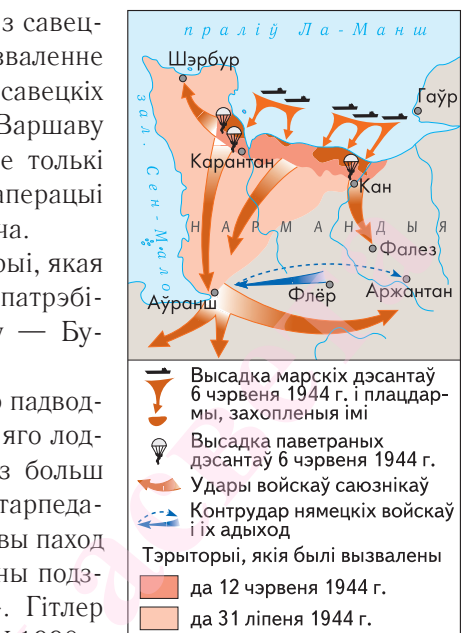 з савец-
зваленне
савецкіх
Варшаву
е толькі
аперацыі
ча.
рыі, якая
патрэбі-
у — Бу-
падвод-
яго лод-
з больш
тарпеда-
вы паход
ны подз-
Гітлер
праліў Ла-Манш
Шэрбур
Гаўр
зал. Сен-Мало
Карантан
Кан
НАРМАНДЫЯ
Фалез
Аўранш
Флёр
Аржантан
Высадка марскіх дэсантаў
6 чэрвеня 1944 г. і плацдар-
мы, захопленыя імі
Высадка паветраных
дэсантаў 6 чэрвеня 1944 г.
Удары войскаў саюзнікаў
Контрудар нямецкіх войскаў
і іх адыход
Тэрыторыі, якія былі вызвалены
да 12 чэрвеня 1944 г.
да 31 ліпеня 1944 г.